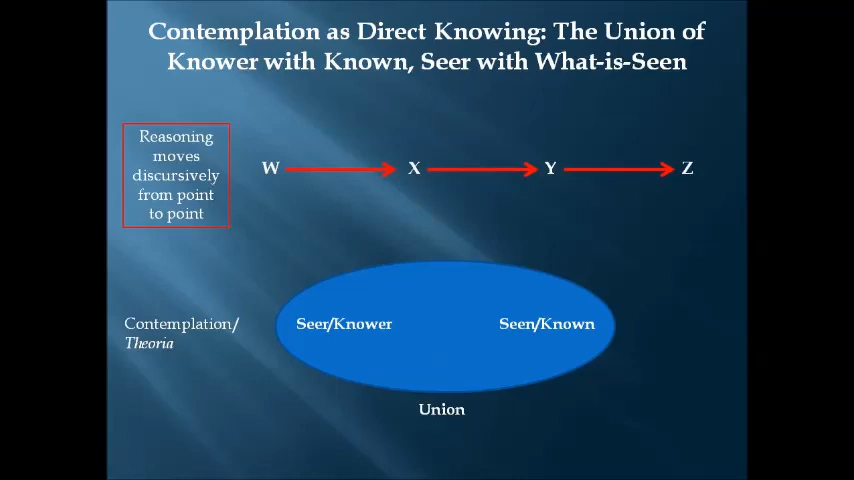 Contemplation as Direct Knowing: The Union of
Knower with Known, Seer with What-is-Seen
Reasoning
moves
discursively
from point
to point
W X Y Z
Contemplation/
Theoria
Seer/Knower Seen/Known
Union